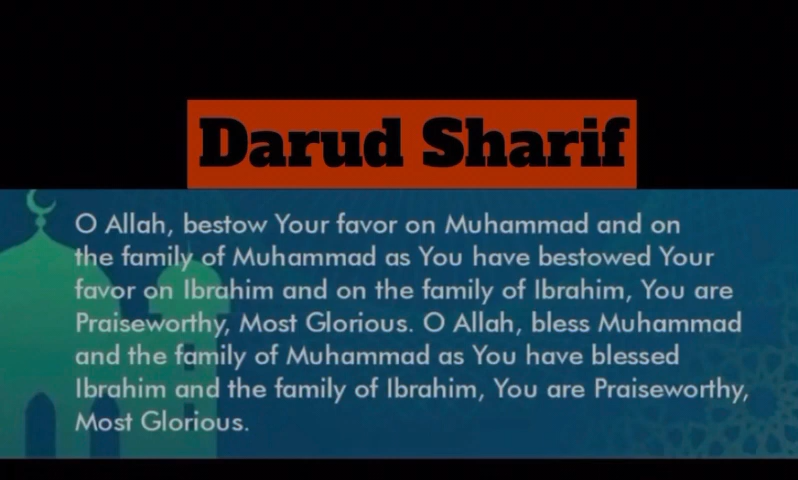 Darud Sharif
O Allah, bestow Your favor on Muhammad and on
the family of Muhammad as You have bestowed Your
favor on Ibrahim and on the family of Ibrahim, You are
Praiseworthy, Most Glorious. O Allah, bless Muhammad
and the family of Muhammad as You have blessed
Ibrahim and the family of Ibrahim, You are Praiseworthy,
Most Glorious.